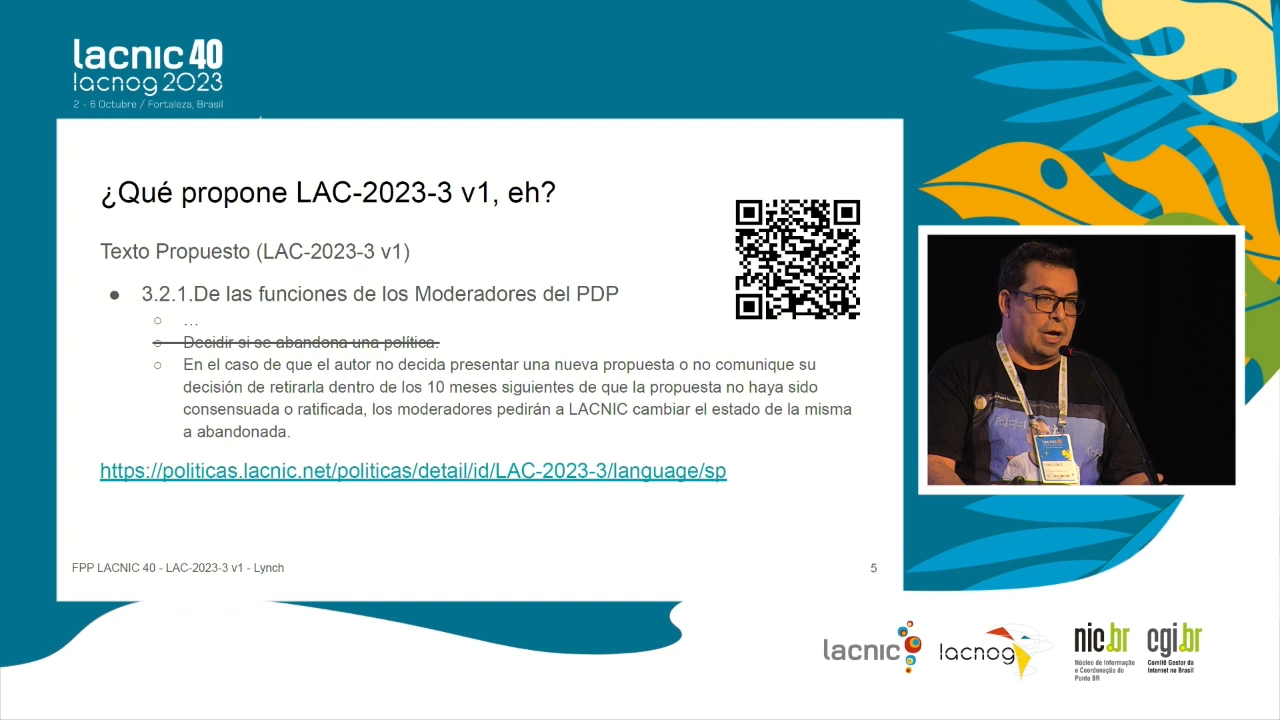 lacnic 40
lacnog 2023
2 - 6 Octubre / Fortaleza, Brasil
¿Qué propone LAC-2023-3 v1, eh?
Texto Propuesto (LAC-2023-3 v1)
● 3.2.1.De las funciones de los Moderadores del PDP
○ …
○ Decidir si se abandona una política.
○ En el caso de que el autor no decida presentar una nueva propuesta o no comunique su
decisión de retirarla dentro de los 10 meses siguientes de que la propuesta no haya sido
consensuada o ratificada, los moderadores pedirán a LACNIC cambiar el estado de la misma
a abandonada.
https://politicas.lacnic.net/politicas/detail/id/LAC-2023-3/language/sp
FPP LACNIC 40 - LAC-2023-3 v1 - Lynch
5
lacnic
lacnog
nic.br
Núcleo de Informação
e Coordenação do
Ponto BR
cgi.br
Comitê Gestor da
Internet no Brasil